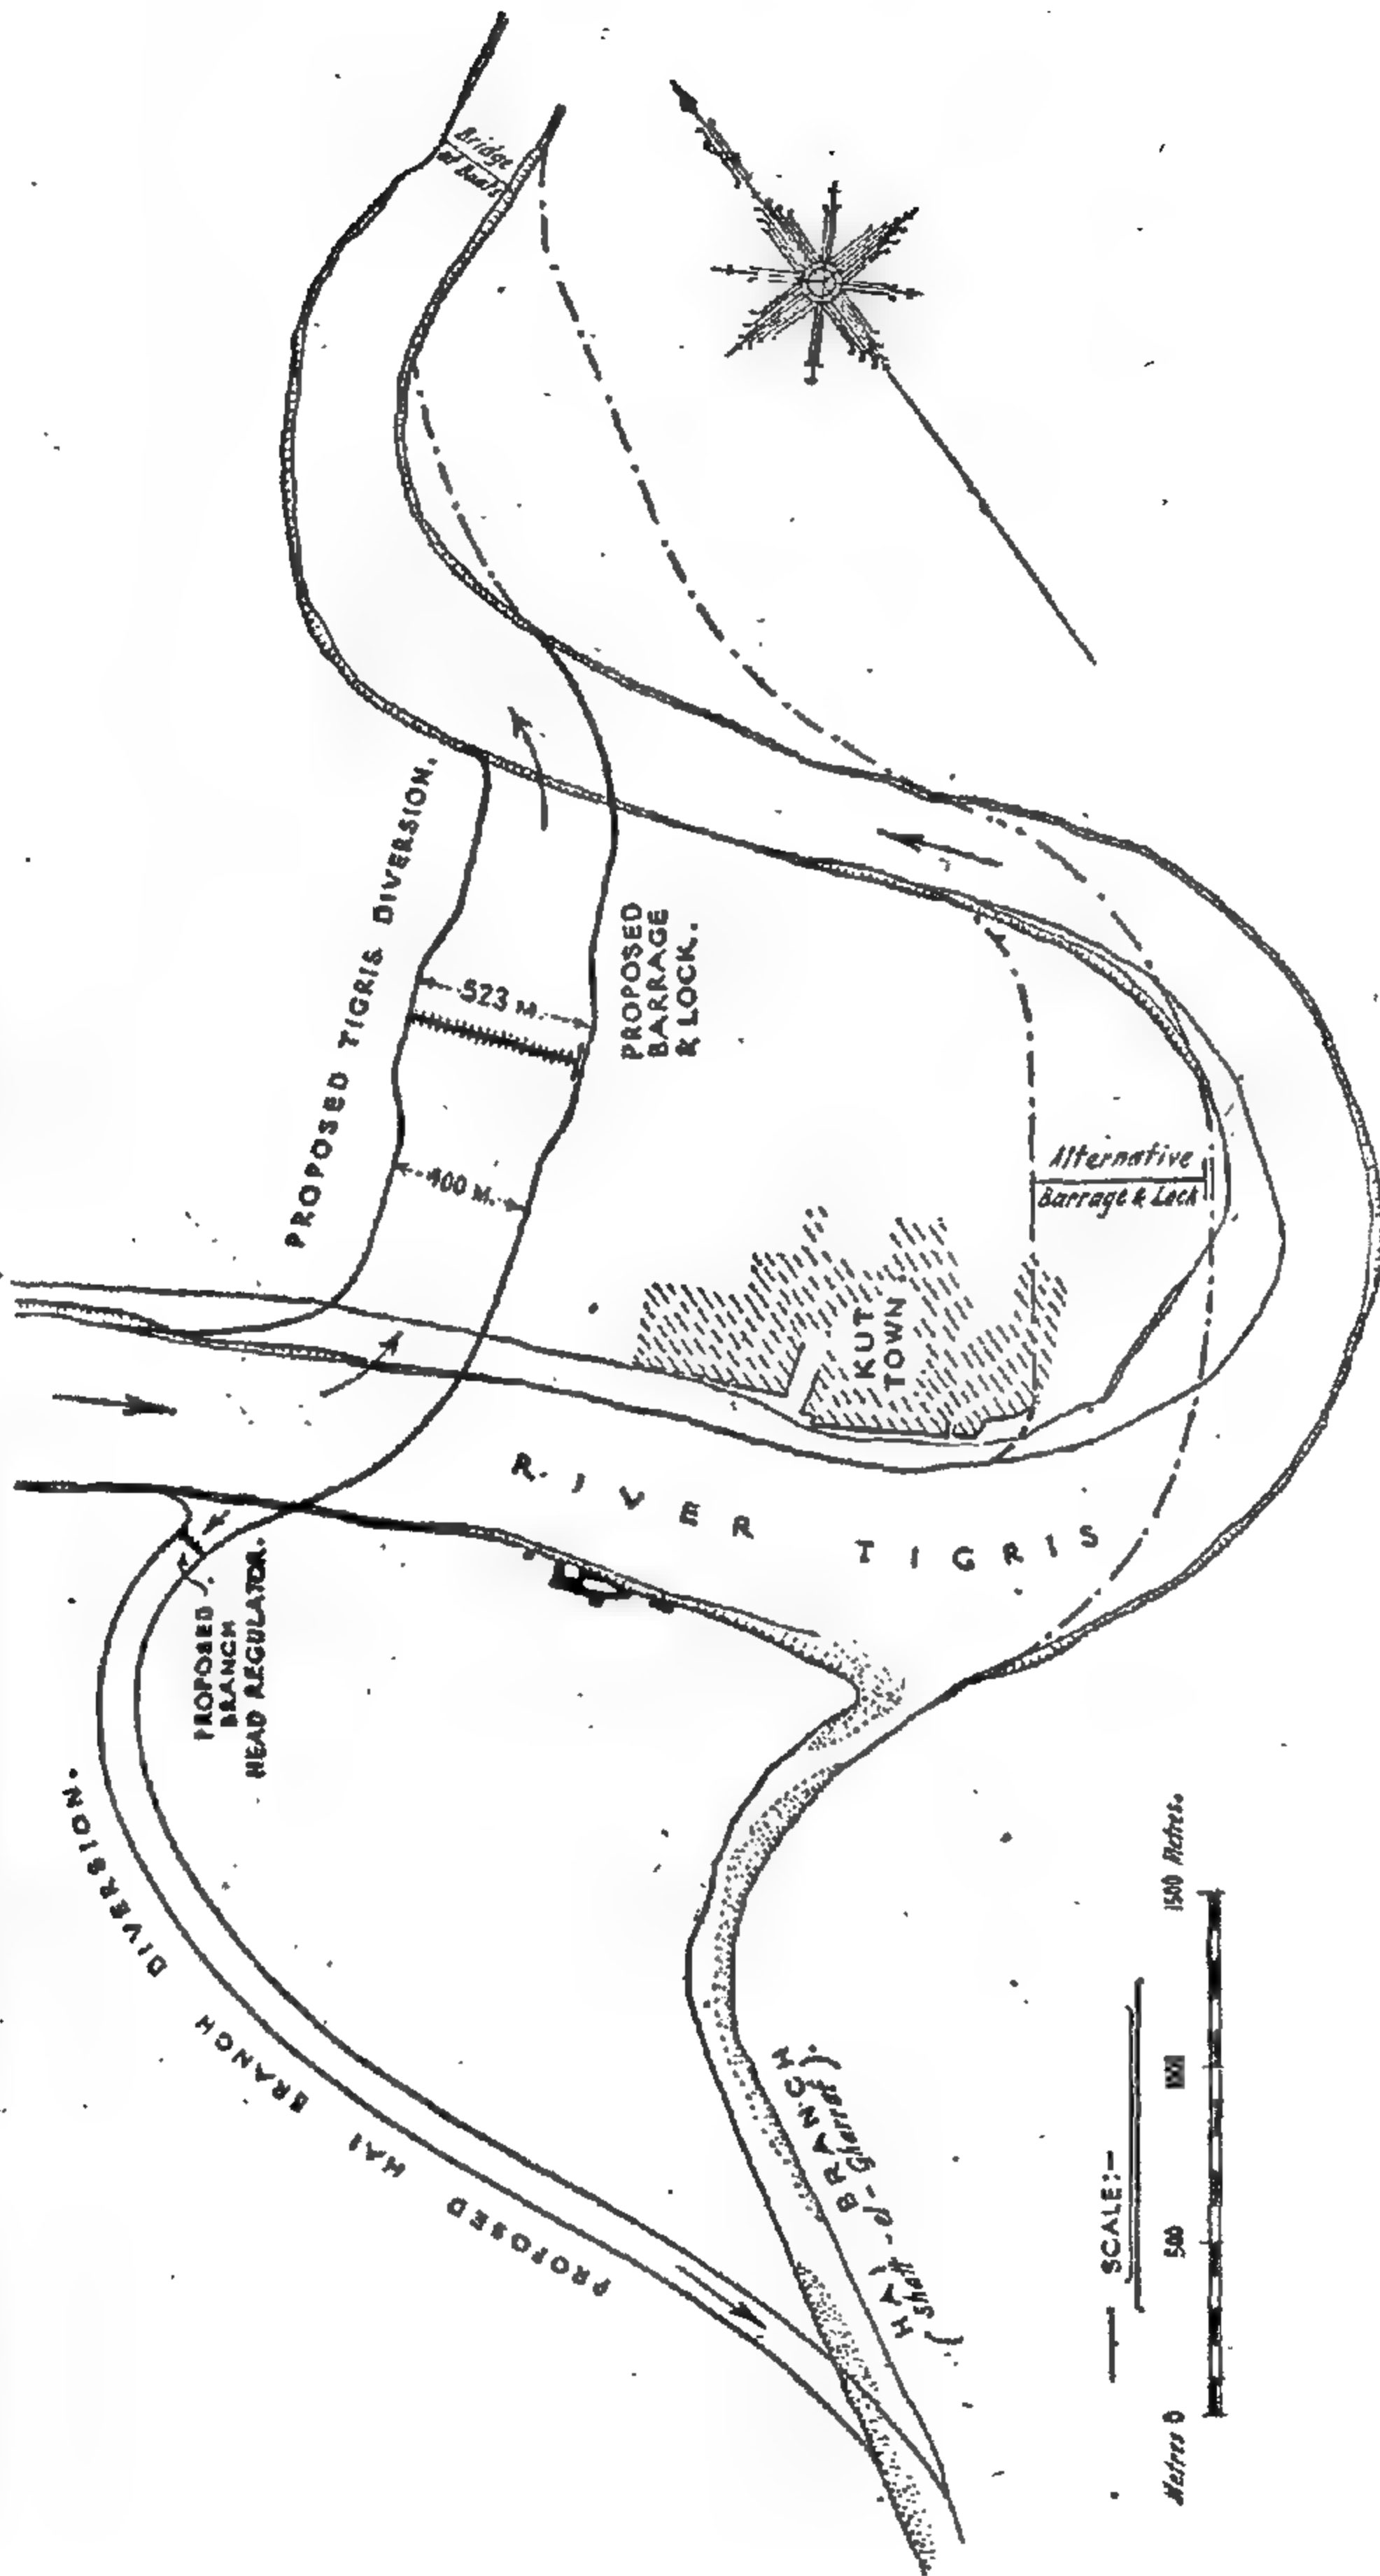 Bridge
of Boats
PROPOSED TIGRIS DIVERSION.
523 M.
PROPOSED
BARRAGE
& LOCK.
400 M.
Alternative
Barrage & Lock
KUT
TOWN
RIVER TIGRIS
PROPOSED
BRANCH
HEAD REGULATOR.
PROPOSED HAI BRANCH DIVERSION.
HAI BRANCH
(Shatt-el-Gharraf).
SCALE:-
Metres 0 500 1000 1500 Metres.